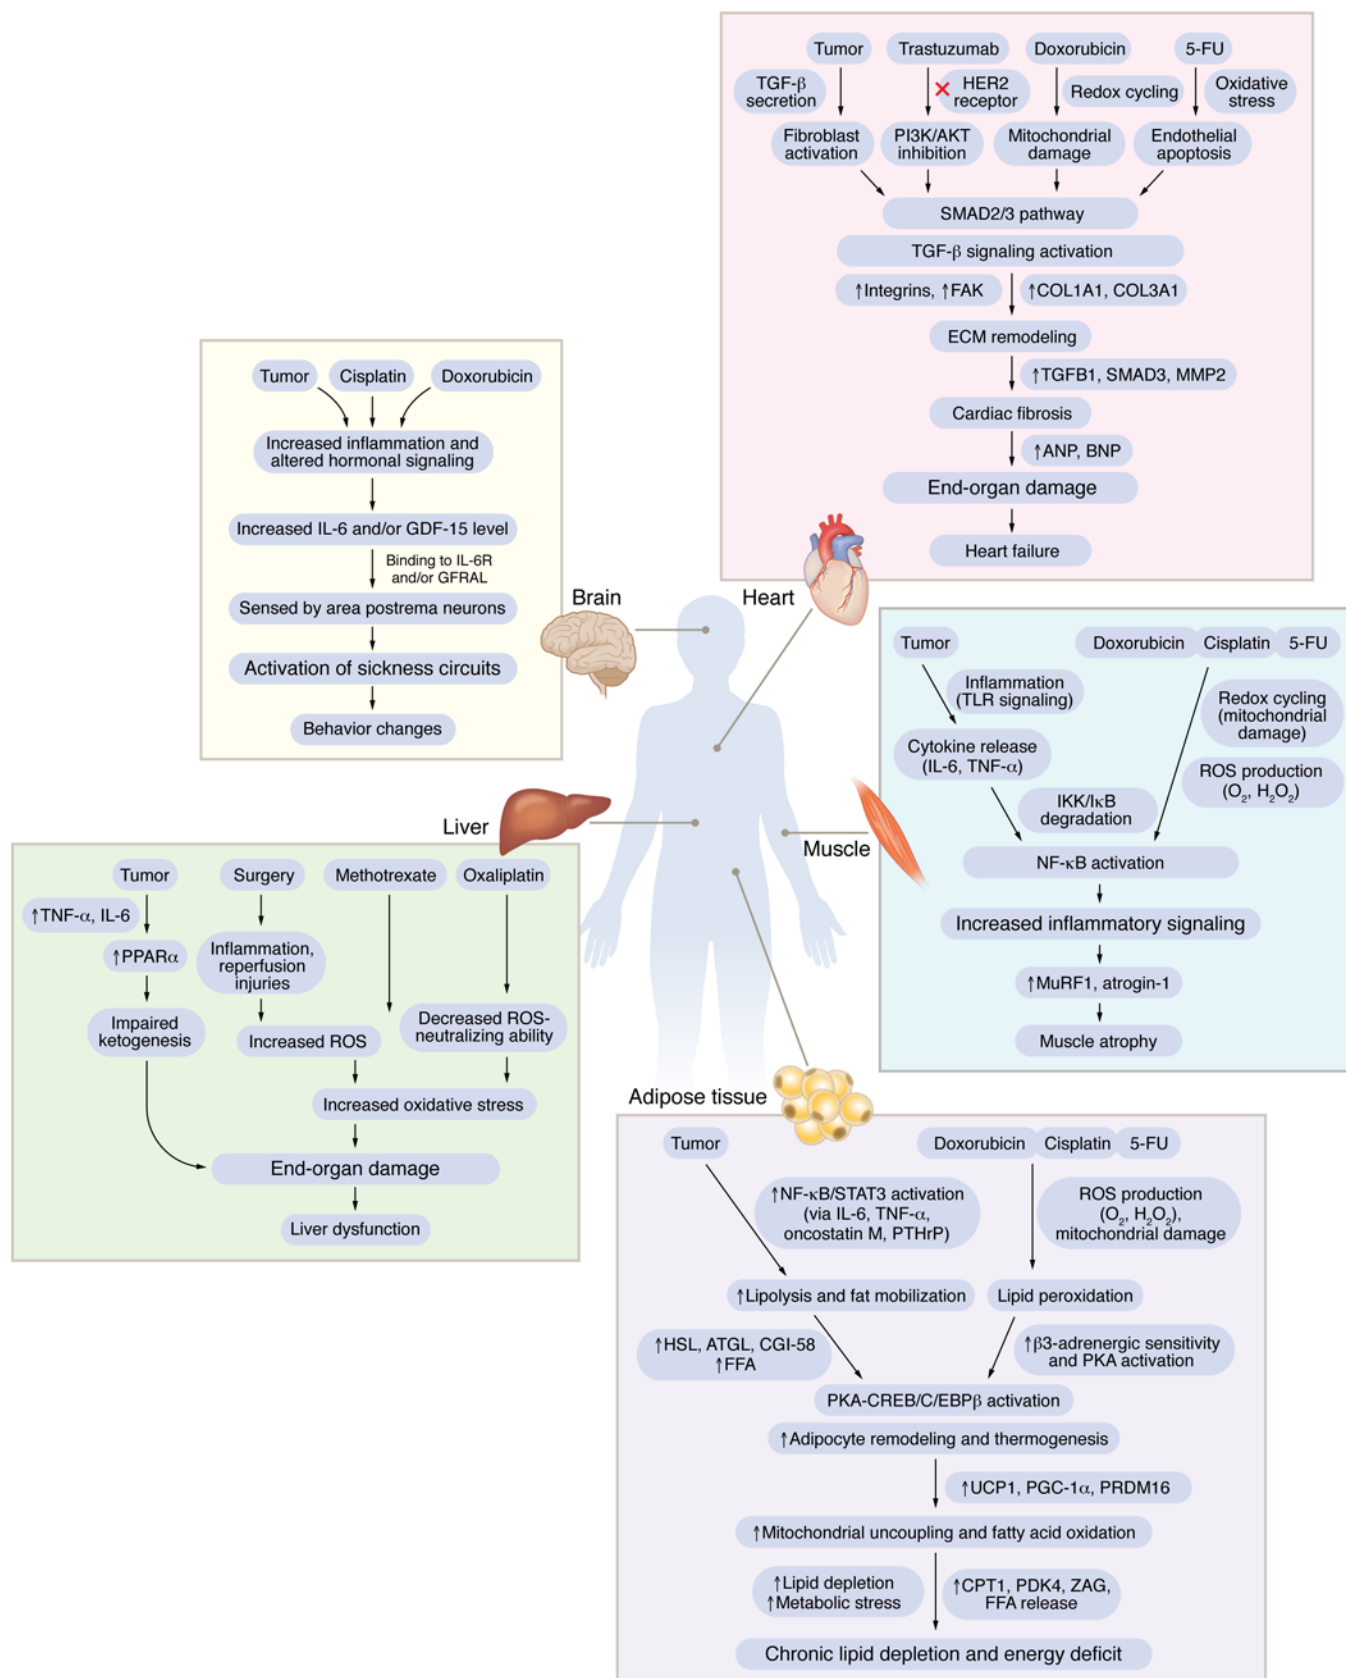 Tumor
Trastuzumab
Doxorubicin
5-FU
TGF-β
secretion
HER2
receptor
Redox cycling
Oxidative
stress
Fibroblast
activation
PI3K/AKT
inhibition
Mitochondrial
damage
Endothelial
apoptosis
SMAD2/3 pathway
TGF-β signaling activation
↑Integrins, ↑FAK
↑COL1A1, COL3A1
ECM remodeling
↑TGFB1, SMAD3, MMP2
Cardiac fibrosis
↑ANP, BNP
End-organ damage
Heart failure
Heart
Tumor
Cisplatin
Doxorubicin
Increased inflammation and
altered hormonal signaling
Increased IL-6 and/or GDF-15 level
Binding to IL-6R
and/or GFRAL
Sensed by area postrema neurons
Activation of sickness circuits
Behavior changes
Brain
Tumor
Doxorubicin
Cisplatin
5-FU
Inflammation
(TLR signaling)
Redox cycling
(mitochondrial
damage)
Cytokine release
(IL-6, TNF-α)
ROS production
(O2, H2O2)
IKK/IκB
degradation
NF-κB activation
Increased inflammatory signaling
↑MuRF1, atrogin-1
Muscle atrophy
Muscle
Liver
Tumor
Surgery
Methotrexate
Oxaliplatin
↑TNF-α, IL-6
↑PPARα
Inflammation,
reperfusion
injuries
Impaired
ketogenesis
Increased ROS
Decreased ROS-
neutralizing ability
Increased oxidative stress
End-organ damage
Liver dysfunction
Adipose tissue
Tumor
Doxorubicin
Cisplatin
5-FU
↑NF-κB/STAT3 activation
(via IL-6, TNF-α,
oncostatin M, PTHrP)
ROS production
(O2, H2O2),
mitochondrial damage
↑Lipolysis and fat mobilization
Lipid peroxidation
↑HSL, ATGL, CGI-58
↑FFA
↑β3-adrenergic sensitivity
and PKA activation
PKA-CREB/C/EBPβ activation
↑Adipocyte remodeling and thermogenesis
↑UCP1, PGC-1α, PRDM16
↑Mitochondrial uncoupling and fatty acid oxidation
↑Lipid depletion
↑Metabolic stress
↑CPT1, PDK4, ZAG,
FFA release
Chronic lipid depletion and energy deficit